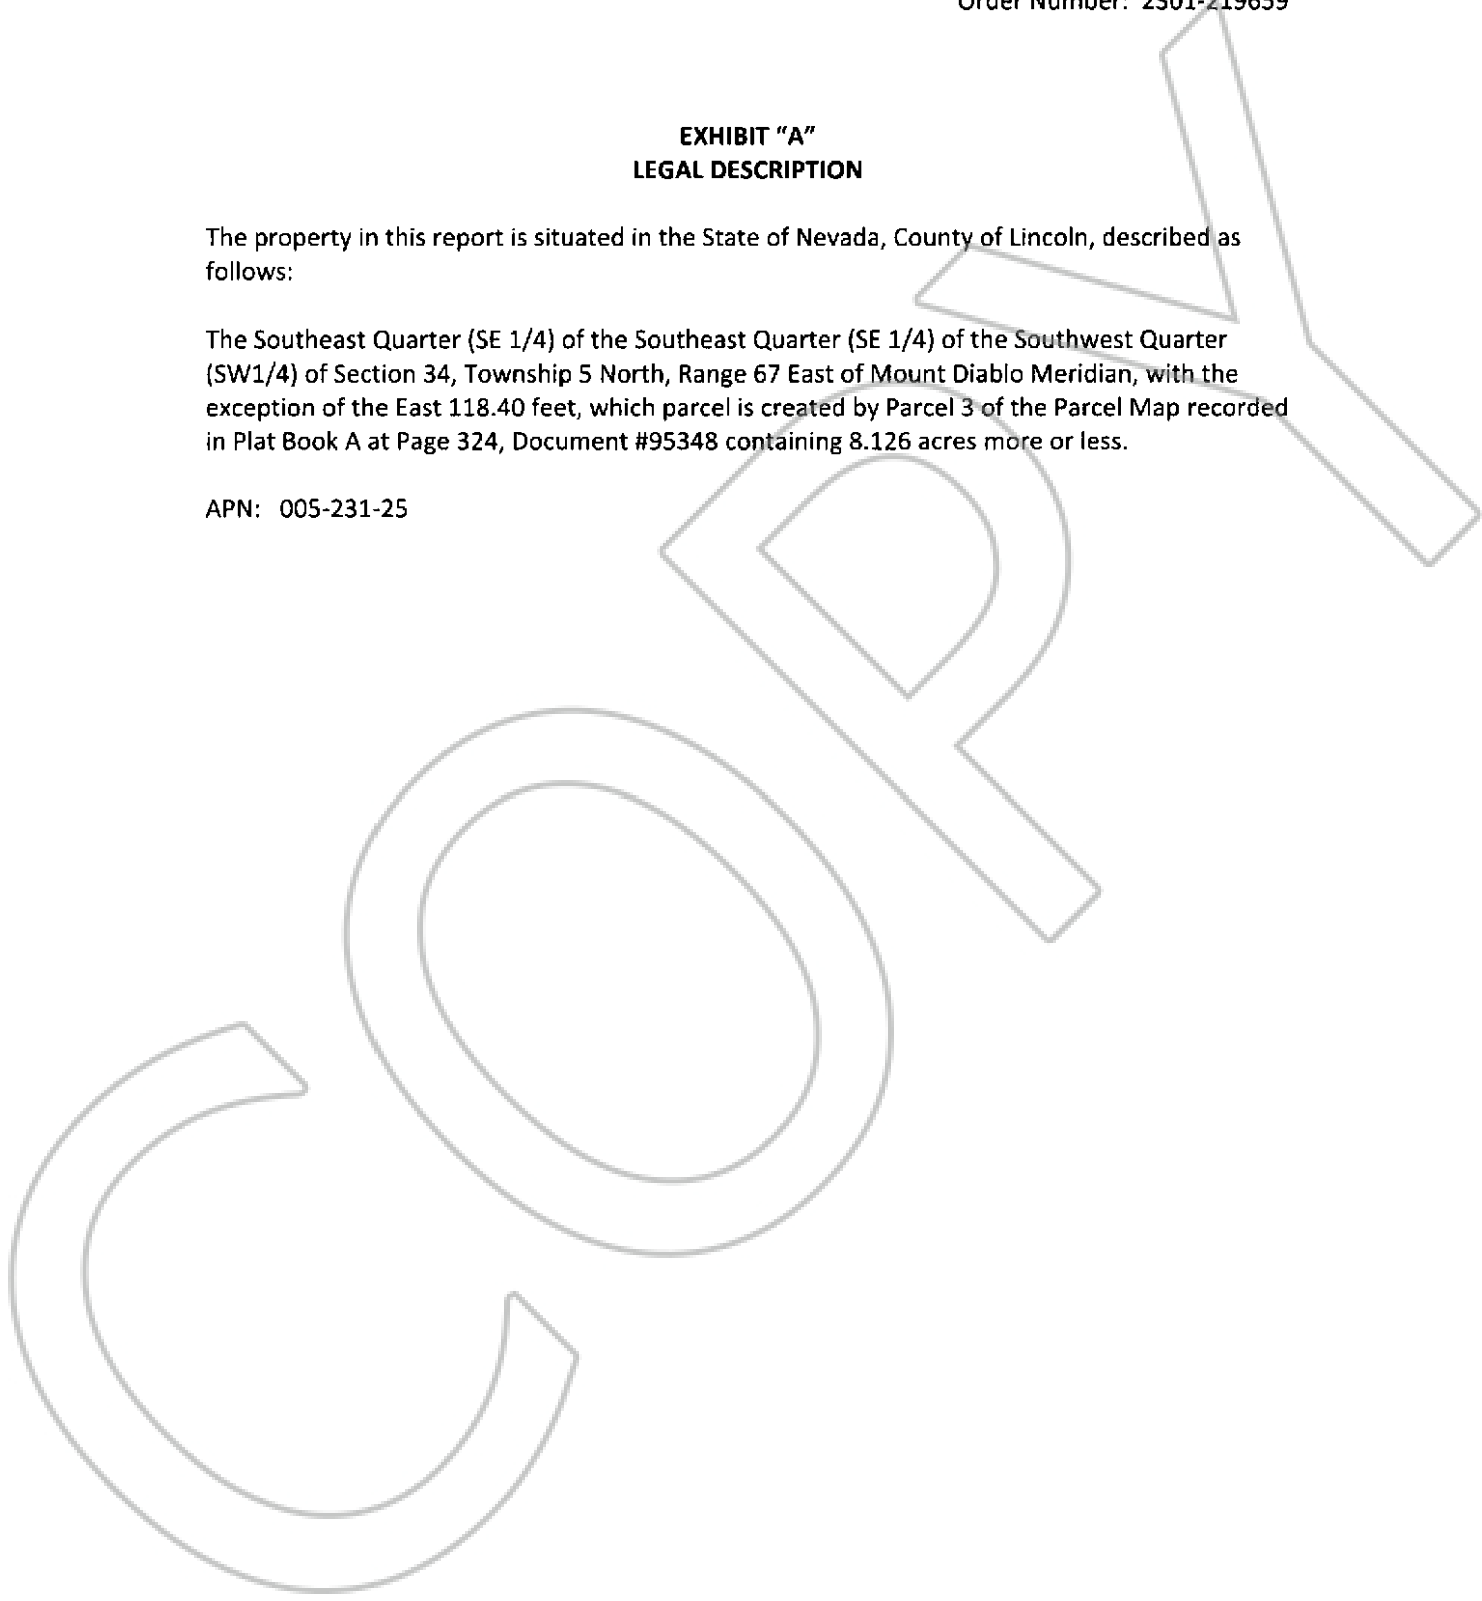 Order Number: 2301-219659
EXHIBIT "A"
LEGAL DESCRIPTION
The property in this report is situated in the State of Nevada, County of Lincoln, described as
follows:
The Southeast Quarter (SE 1/4) of the Southeast Quarter (SE 1/4) of the Southwest Quarter
(SW1/4) of Section 34, Township 5 North, Range 67 East of Mount Diablo Meridian, with the
exception of the East 118.40 feet, which parcel is created by Parcel 3 of the Parcel Map recorded
in Plat Book A at Page 324, Document #95348 containing 8.126 acres more or less.
APN: 005-231-25
COPY